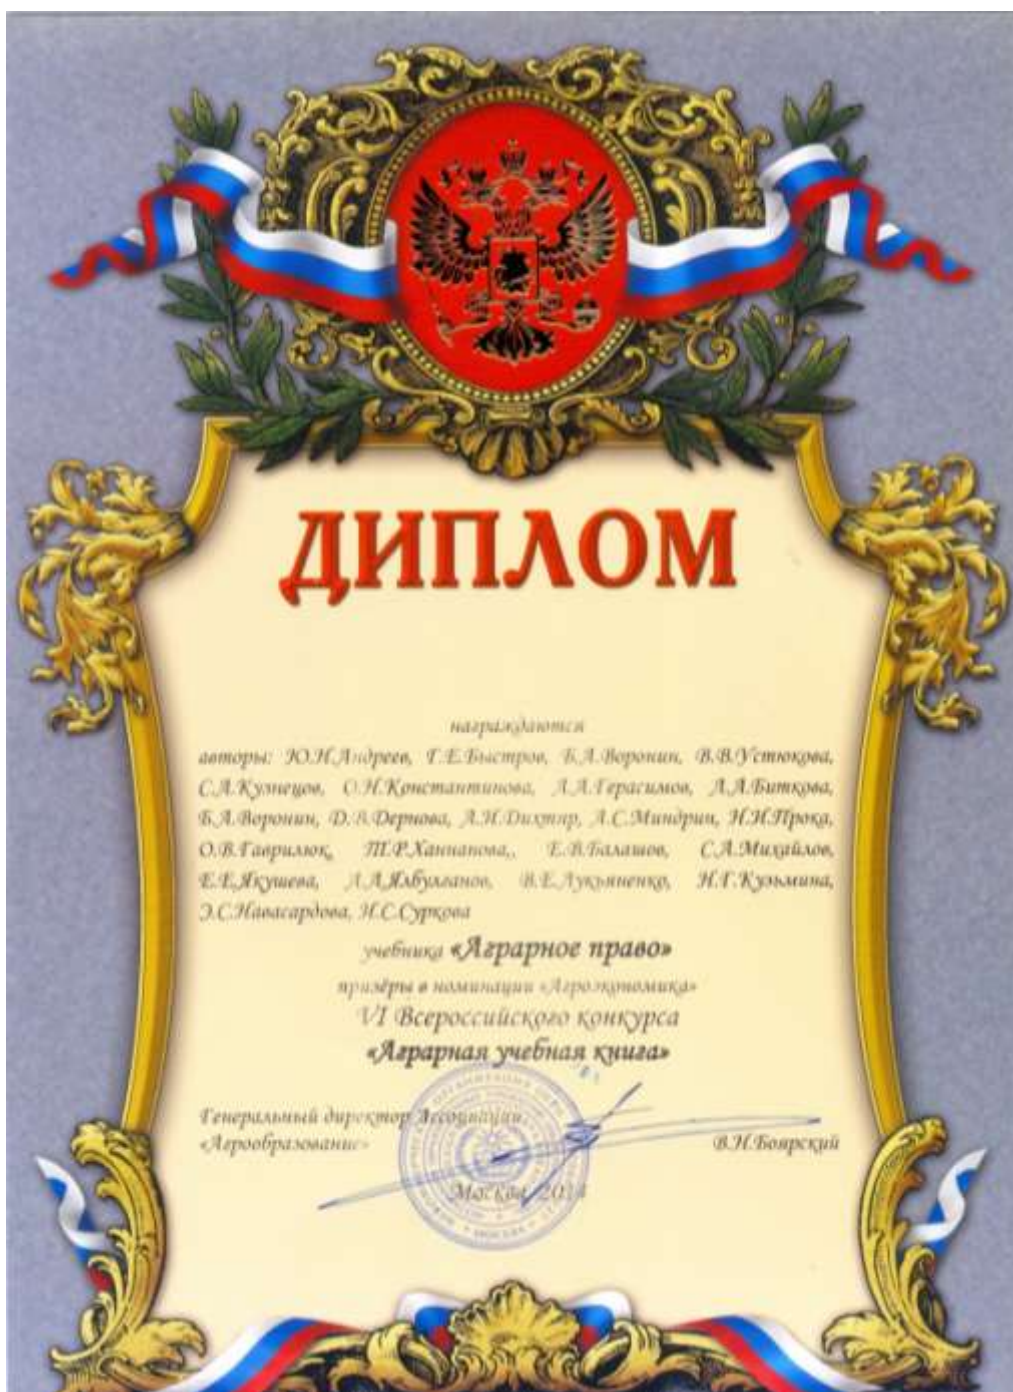 ДИПЛОМ
награждаются
авторы: Ю.Н.Андреев, Г.Е.Быстров, Б.А.Воронин, В.В.Устюкова,
С.А.Кузнецов, О.Н.Константинова, А.А.Герасимов, Л.А.Биткова,
Б.А.Воронин, Д.В.Дернова, А.И.Дихтяр, А.С.Миндрин, Н.Н.Прока,
О.В.Гаврилюк, Т.Р.Ханнанова,, Е.В.Балашов, С.А.Михайлов,
Е.Е.Якушева, А.А.Ялбулганов, В.Е.Лукьяненко, Н.Г.Кузьмина,
Э.С.Навасардова, И.С.Суркова
учебника «Аграрное право»
призёры в номинации «Агроэкономика»
VI Всероссийского конкурса
«Аграрная учебная книга»
Генеральный директор Ассоциации
«Агрообразование» В.Н.Боярский
Москва, 2014
МОСКВА